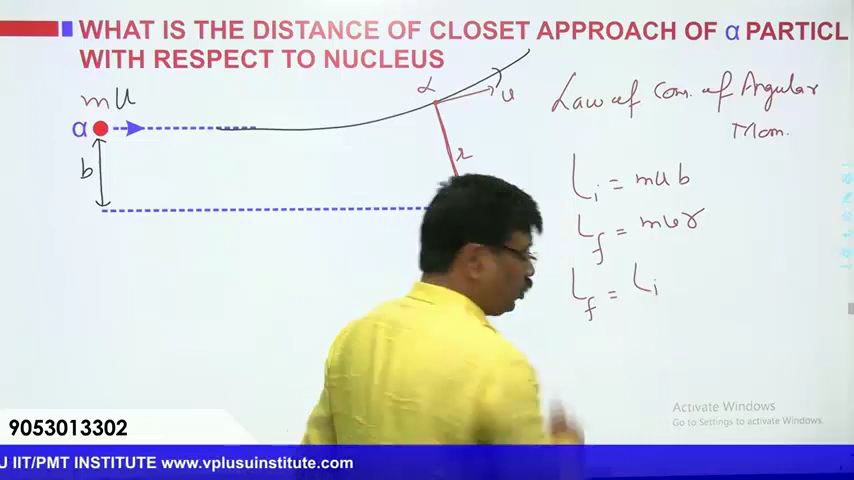 WHAT IS THE DISTANCE OF CLOSET APPROACH OF α PARTICL
WITH RESPECT TO NUCLEUS
m u
α
b
α
v
r
Law of Con. of Angular
Mom.
Li = mub
Lf = mvr
Lf = Li
Activate Windows
Go to Settings to activate Windows.
9053013302
J IIT/PMT INSTITUTE www.vplusuinstitute.com